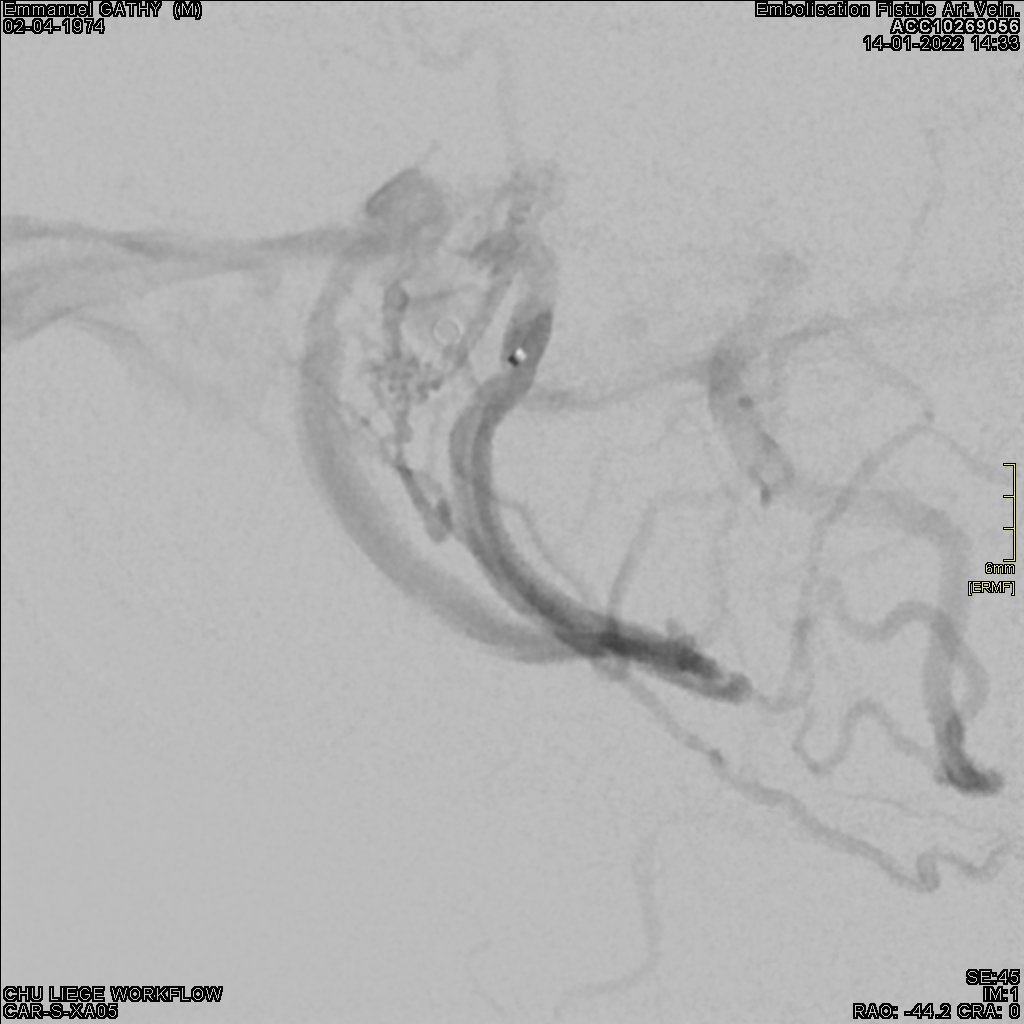 Emmanuel GATHY (M)
02-04-1974
Embolisation Fistule Art.Vein.
ACC10269056
14-01-2022 14:33
6mm
[ERMF]
CHU LIEGE WORKFLOW
CAR-S-XA05
SE:45
IM:1
RAO: -44.2 CRA: 0